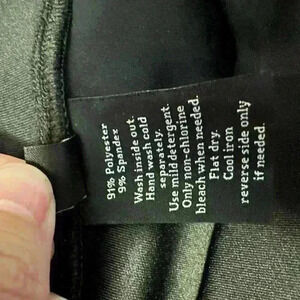 91% Polyester
9% Spandex
Wash inside out.
Hand wash cold
separately.
Use mild detergent.
Only non-chlorine
bleach when needed.
Flat dry.
Cool iron
reverse side only
if needed.